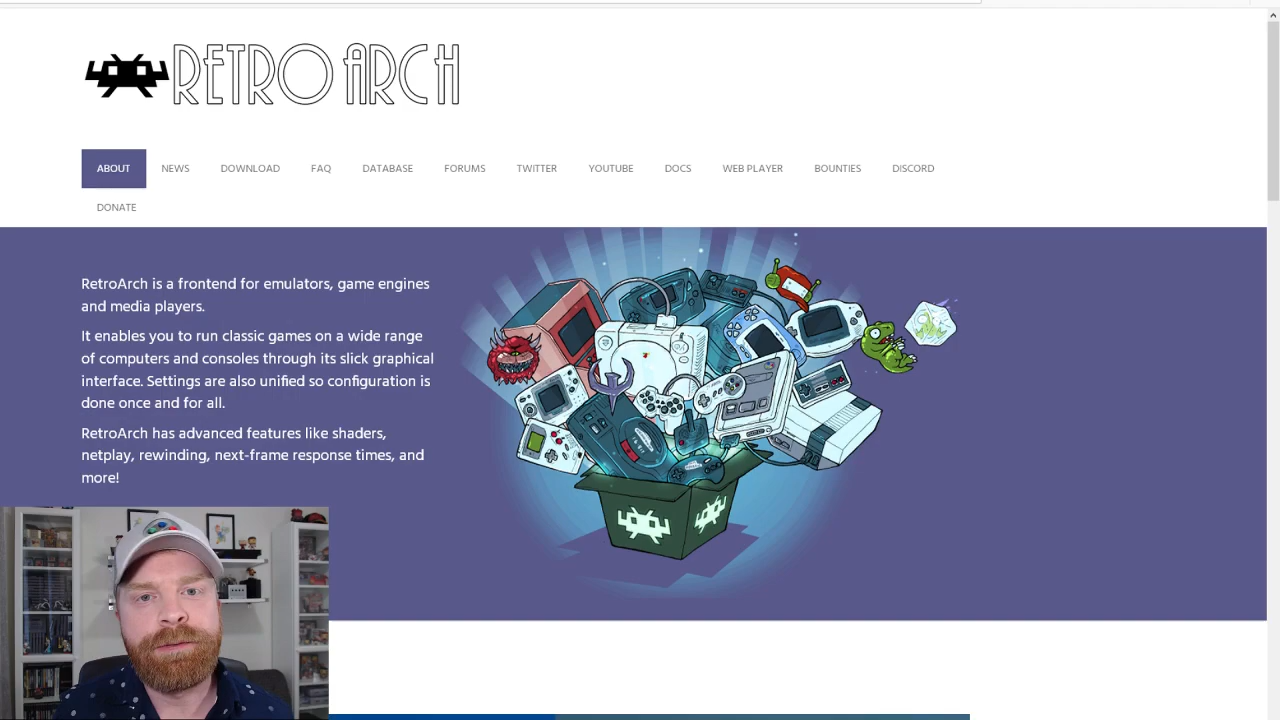 RETROARCH
ABOUT
NEWS
DOWNLOAD
FAQ
DATABASE
FORUMS
TWITTER
YOUTUBE
DOCS
WEB PLAYER
BOUNTIES
DISCORD
DONATE
RetroArch is a frontend for emulators, game engines
and media players.
It enables you to run classic games on a wide range
of computers and consoles through its slick graphical
interface. Settings are also unified so configuration is
done once and for all.
RetroArch has advanced features like shaders,
netplay, rewinding, next-frame response times, and
more!